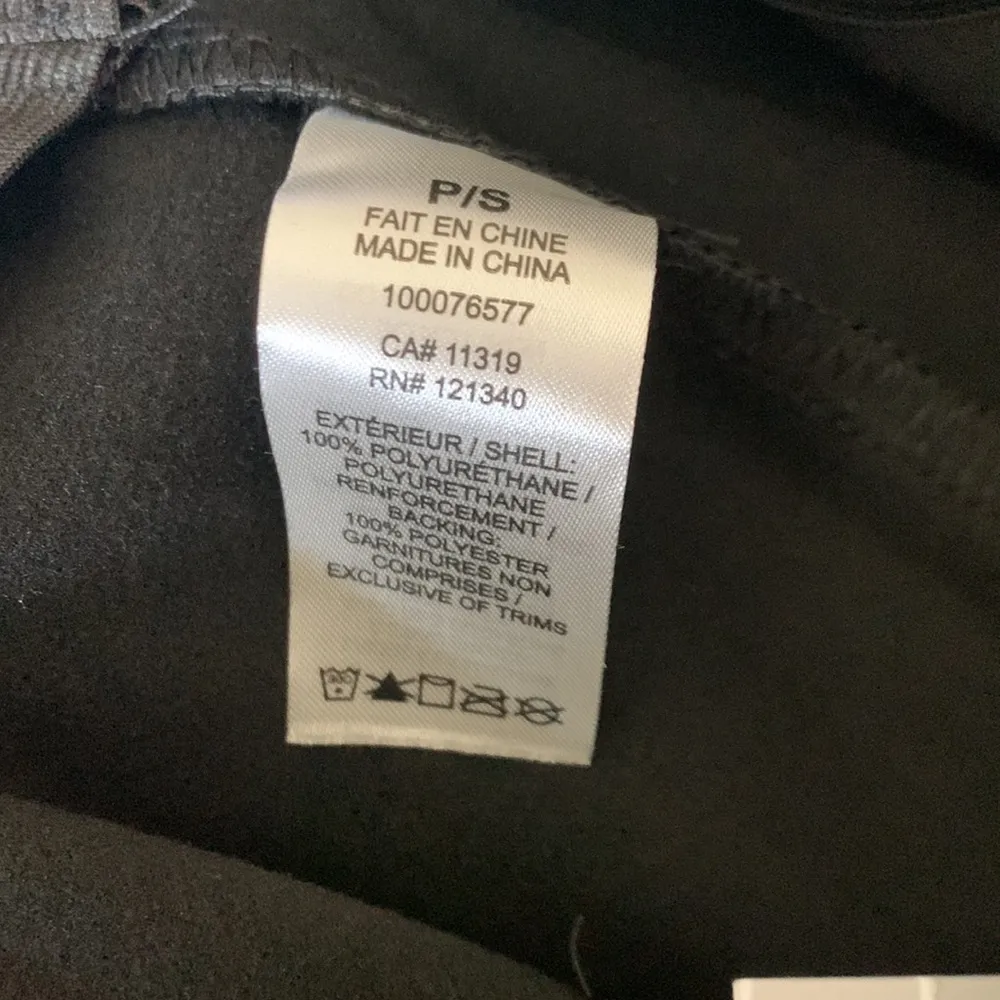 P/S
FAIT EN CHINE
MADE IN CHINA
100076577
CA# 11319
RN# 121340
EXTÉRIEUR / SHELL:
100% POLYURÉTHANE /
POLYURETHANE
RENFORCEMENT /
BACKING:
100% POLYESTER
GARNITURES NON
COMPRISES /
EXCLUSIVE OF TRIMS